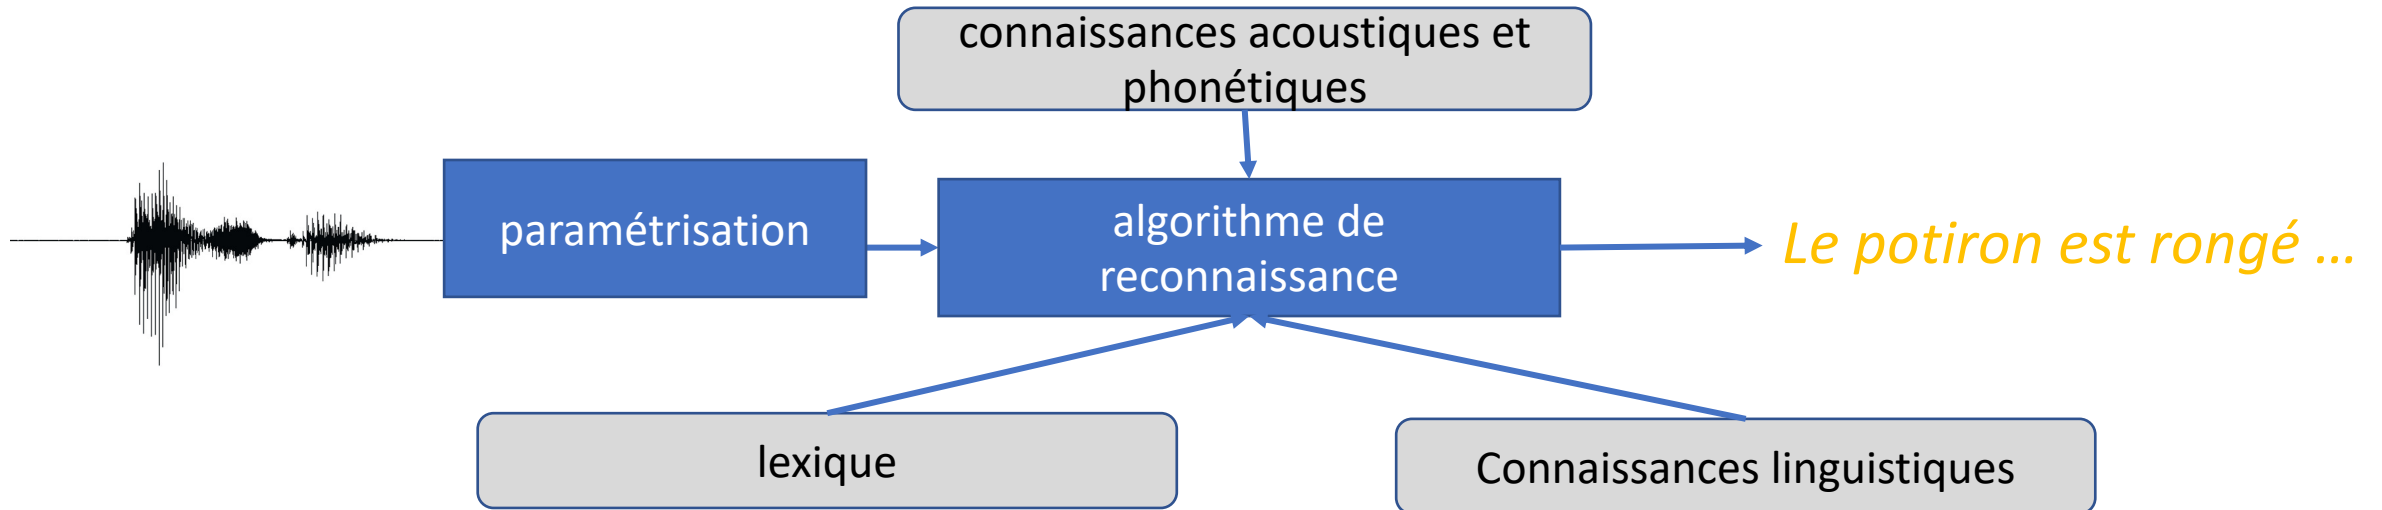 connaissances acoustiques et
phonétiques
paramétrisation
algorithme de
reconnaissance
Le potiron est rongé ...
lexique
Connaissances linguistiques